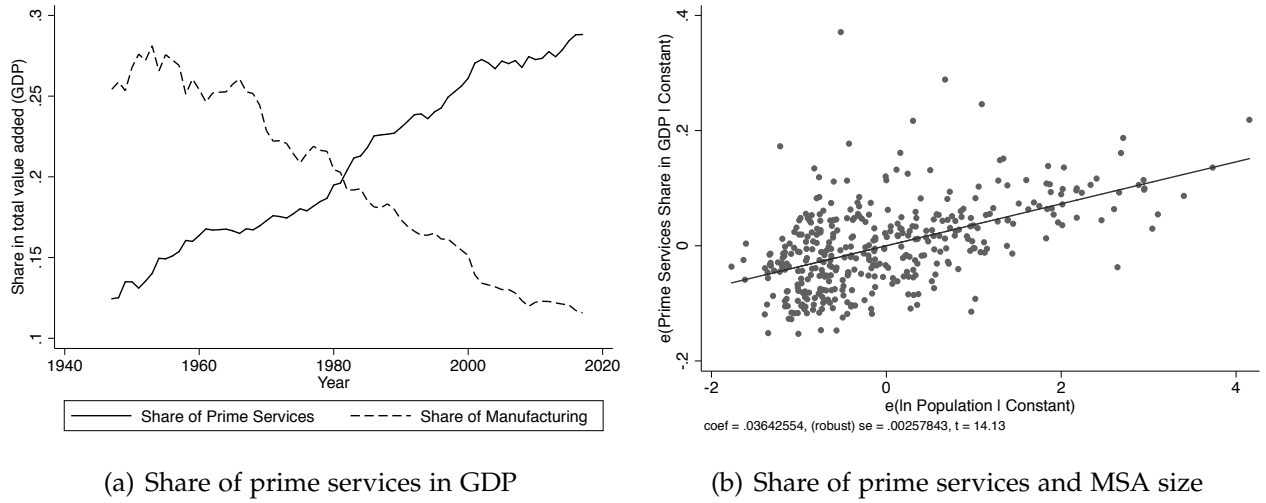 .3
.25
.2
.15
.1
Share in total value added (GDP)
1940 1960 1980 2000 2020
Year
Share of Prime Services Share of Manufacturing
(a) Share of prime services in GDP
.4
.2
0
-.2
e(Prime Services Share in GDP | Constant)
-2 0 2 4
e(ln Population | Constant)
coef = .03642554, (robust) se = .00257843, t = 14.13
(b) Share of prime services and MSA size